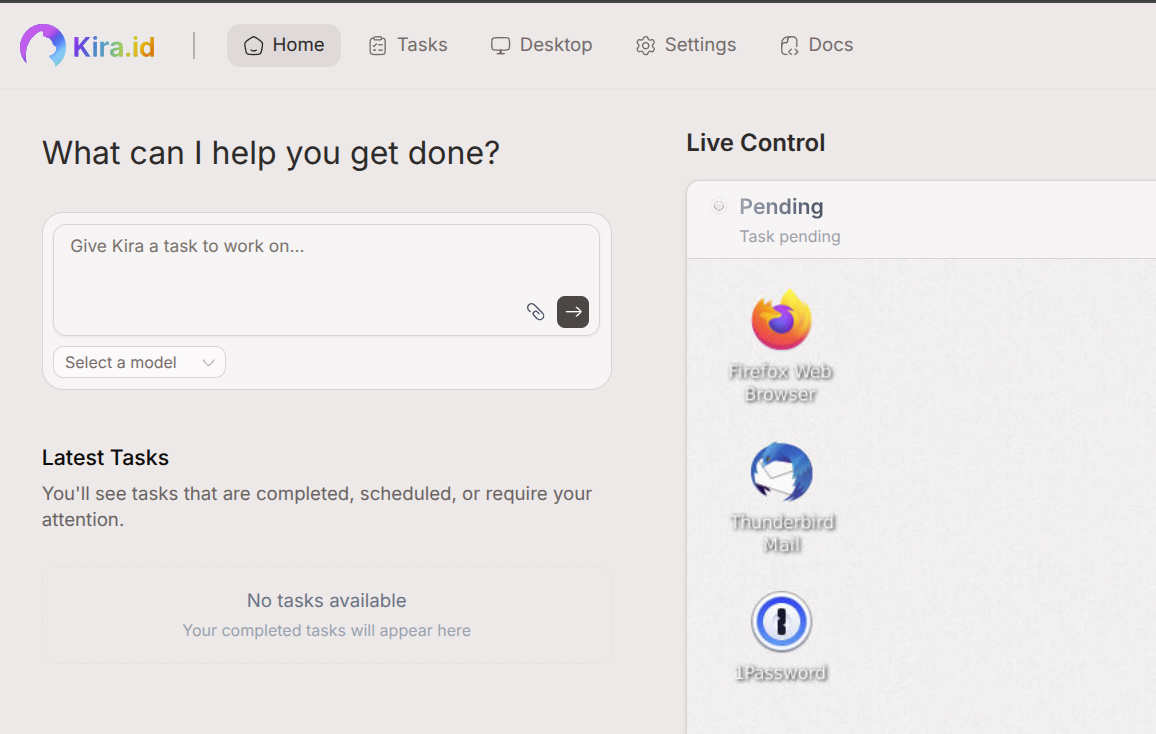 Kira.id
Home
Tasks
Desktop
Settings
Docs
What can I help you get done?
Give Kira a task to work on...
Select a model
Latest Tasks
You'll see tasks that are completed, scheduled, or require your
attention.
No tasks available
Your completed tasks will appear here
Live Control
Pending
Task pending
Firefox Web
Browser
Thunderbird
Mail
1Password